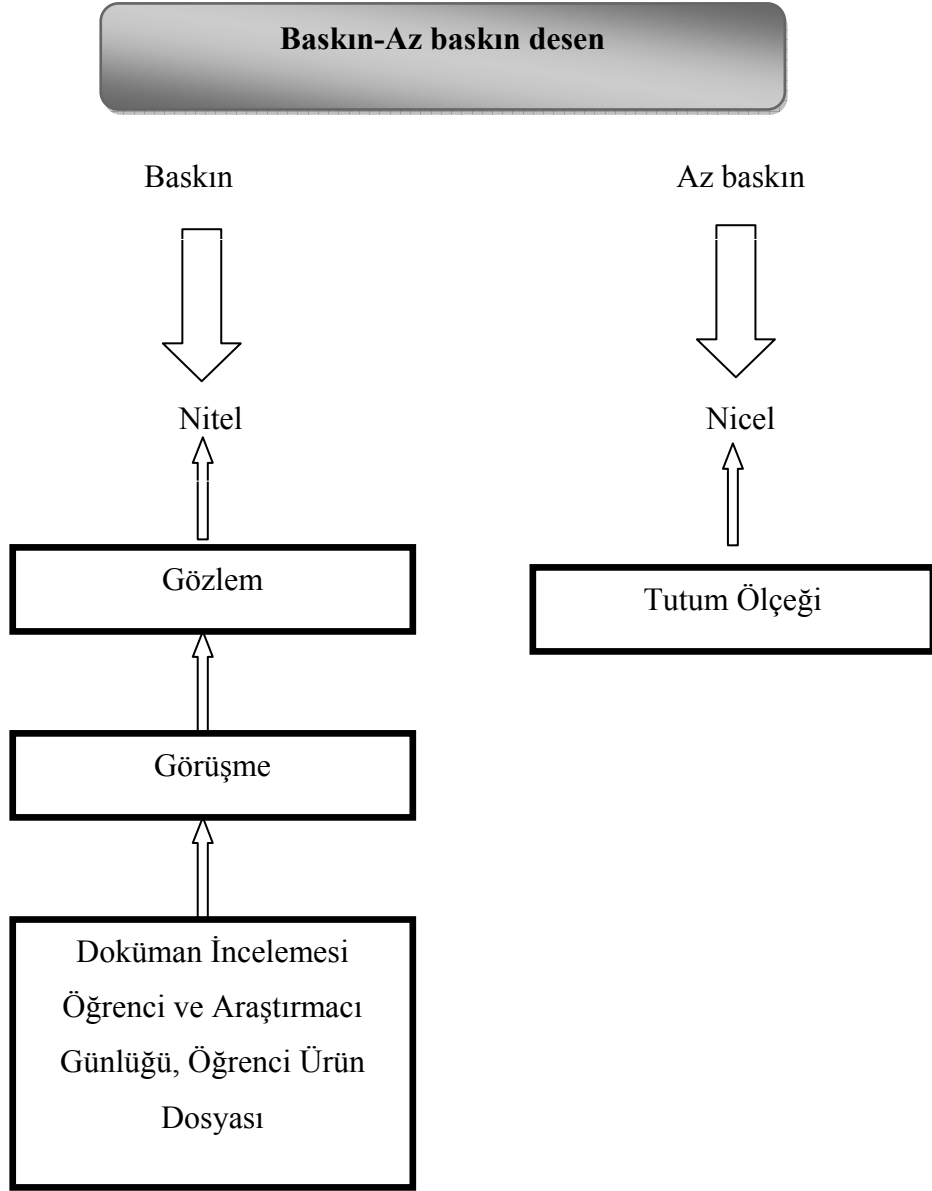 Baskın-Az baskın desen
Baskın
Az baskın
Nitel
Nicel
Gözlem
Tutum Ölçeği
Görüşme
Doküman İncelemesi
Öğrenci ve Araştırmacı
Günlüğü, Öğrenci Ürün
Dosyası